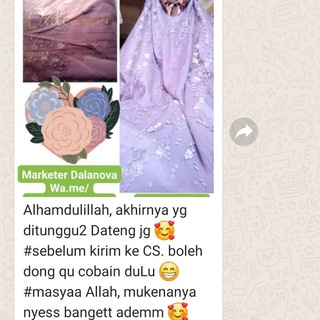 Dalanova
Marketer Dalanova
Wa.me/
Alhamdulillah, akhirnya yg
ditunggu2 Dateng jg 🥰
#sebelum kirim ke CS. boleh
dong qu cobain duLu 😁
#masyaa Allah, mukenanya
nyess bangett ademm 🥰